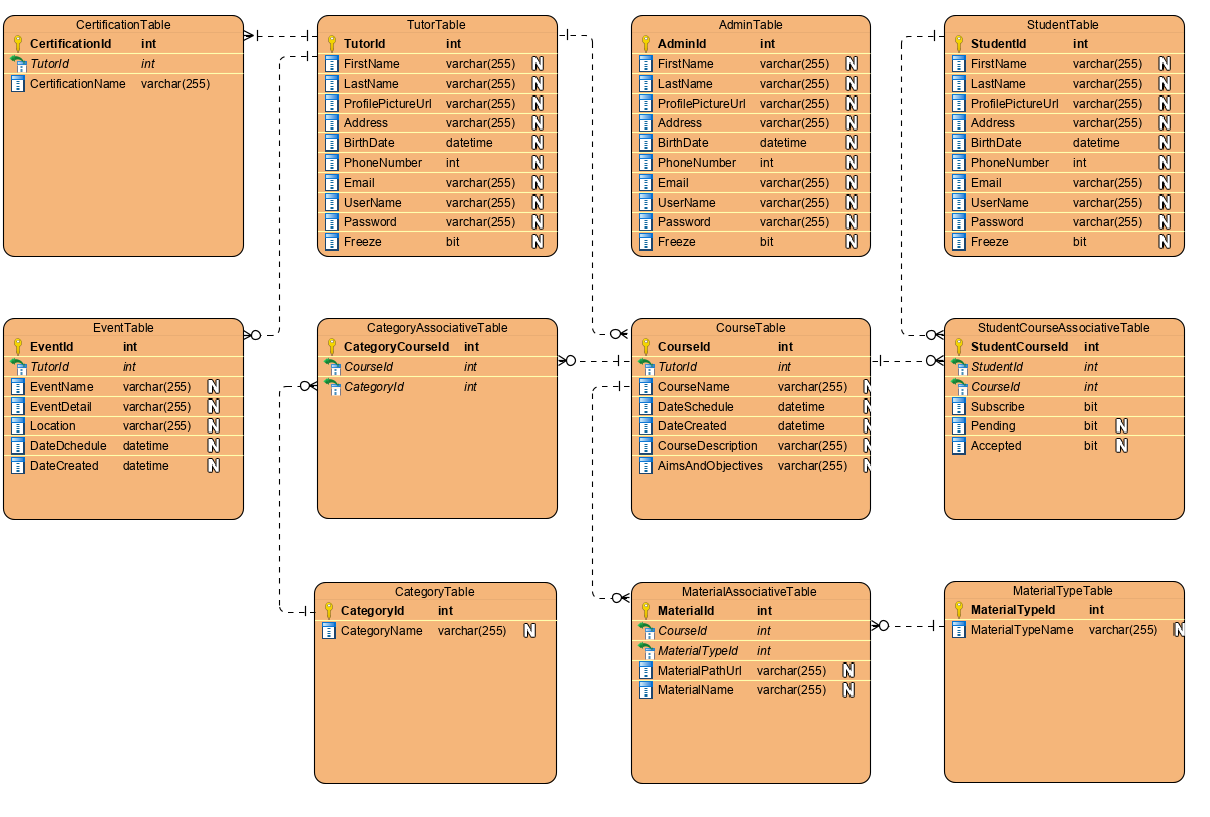 CertificationTable
CertificationId int
TutorId int
CertificationName varchar(255)
TutorTable
TutorId int
FirstName varchar(255) N
LastName varchar(255) N
ProfilePictureUrl varchar(255) N
Address varchar(255) N
BirthDate datetime N
PhoneNumber int N
Email varchar(255) N
UserName varchar(255) N
Password varchar(255) N
Freeze bit N
AdminTable
AdminId int
FirstName varchar(255) N
LastName varchar(255) N
ProfilePictureUrl varchar(255) N
Address varchar(255) N
BirthDate datetime N
PhoneNumber int N
Email varchar(255) N
UserName varchar(255) N
Password varchar(255) N
Freeze bit N
StudentTable
StudentId int
FirstName varchar(255) N
LastName varchar(255) N
ProfilePictureUrl varchar(255) N
Address varchar(255) N
BirthDate datetime N
PhoneNumber int N
Email varchar(255) N
UserName varchar(255) N
Password varchar(255) N
Freeze bit N
EventTable
EventId int
TutorId int
EventName varchar(255) N
EventDetail varchar(255) N
Location varchar(255) N
DateDchedule datetime N
DateCreated datetime N
CategoryAssociativeTable
CategoryCourseId int
CourseId int
CategoryId int
CourseTable
CourseId int
TutorId int
CourseName varchar(255) N
DateSchedule datetime N
DateCreated datetime N
CourseDescription varchar(255) N
AimsAndObjectives varchar(255) N
StudentCourseAssociativeTable
StudentCourseId int
StudentId int
CourseId int
Subscribe bit
Pending bit N
Accepted bit N
CategoryTable
CategoryId int
CategoryName varchar(255) N
MaterialAssociativeTable
MaterialId int
CourseId int
MaterialTypeId int
MaterialPathUrl varchar(255) N
MaterialName varchar(255) N
MaterialTypeTable
MaterialTypeId int
MaterialTypeName varchar(255) N